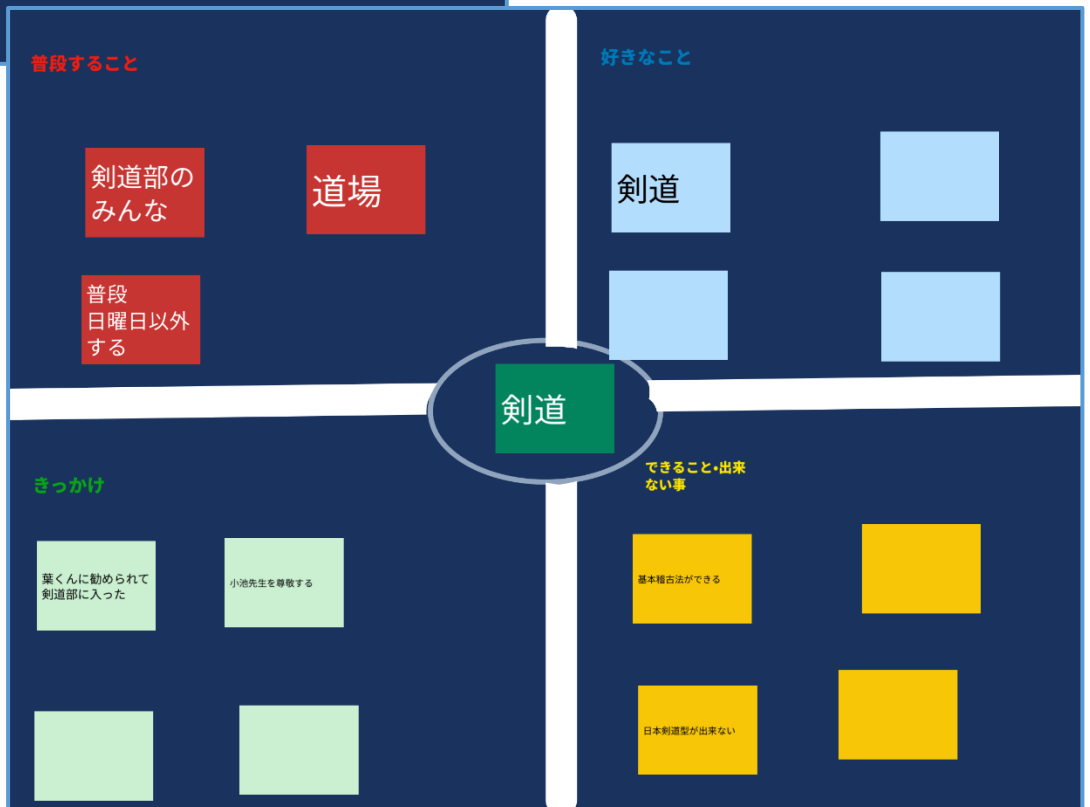 普段すること
剣道部の
みんな
道場
普段
日曜日以外
する
好きなこと
剣道
剣道
きっかけ
葉くんに勧められて
剣道部に入った
小池先生を尊敬する
できること・出来
ない事
基本稽古法ができる
日本剣道型が出来ない